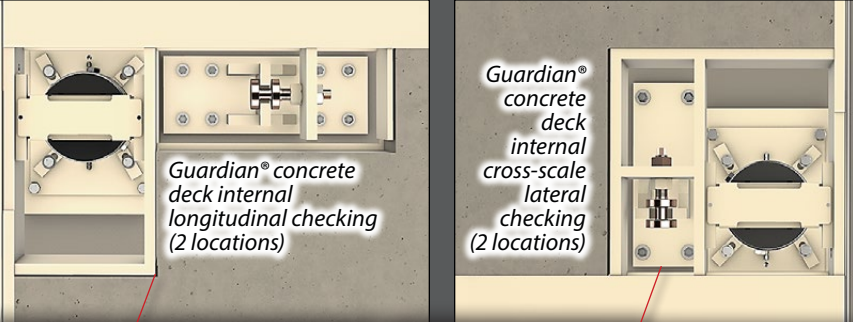 Guardian® concrete
deck internal
longitudinal checking
(2 locations)
Guardian®
concrete
deck
internal
cross-scale
lateral
checking
(2 locations)